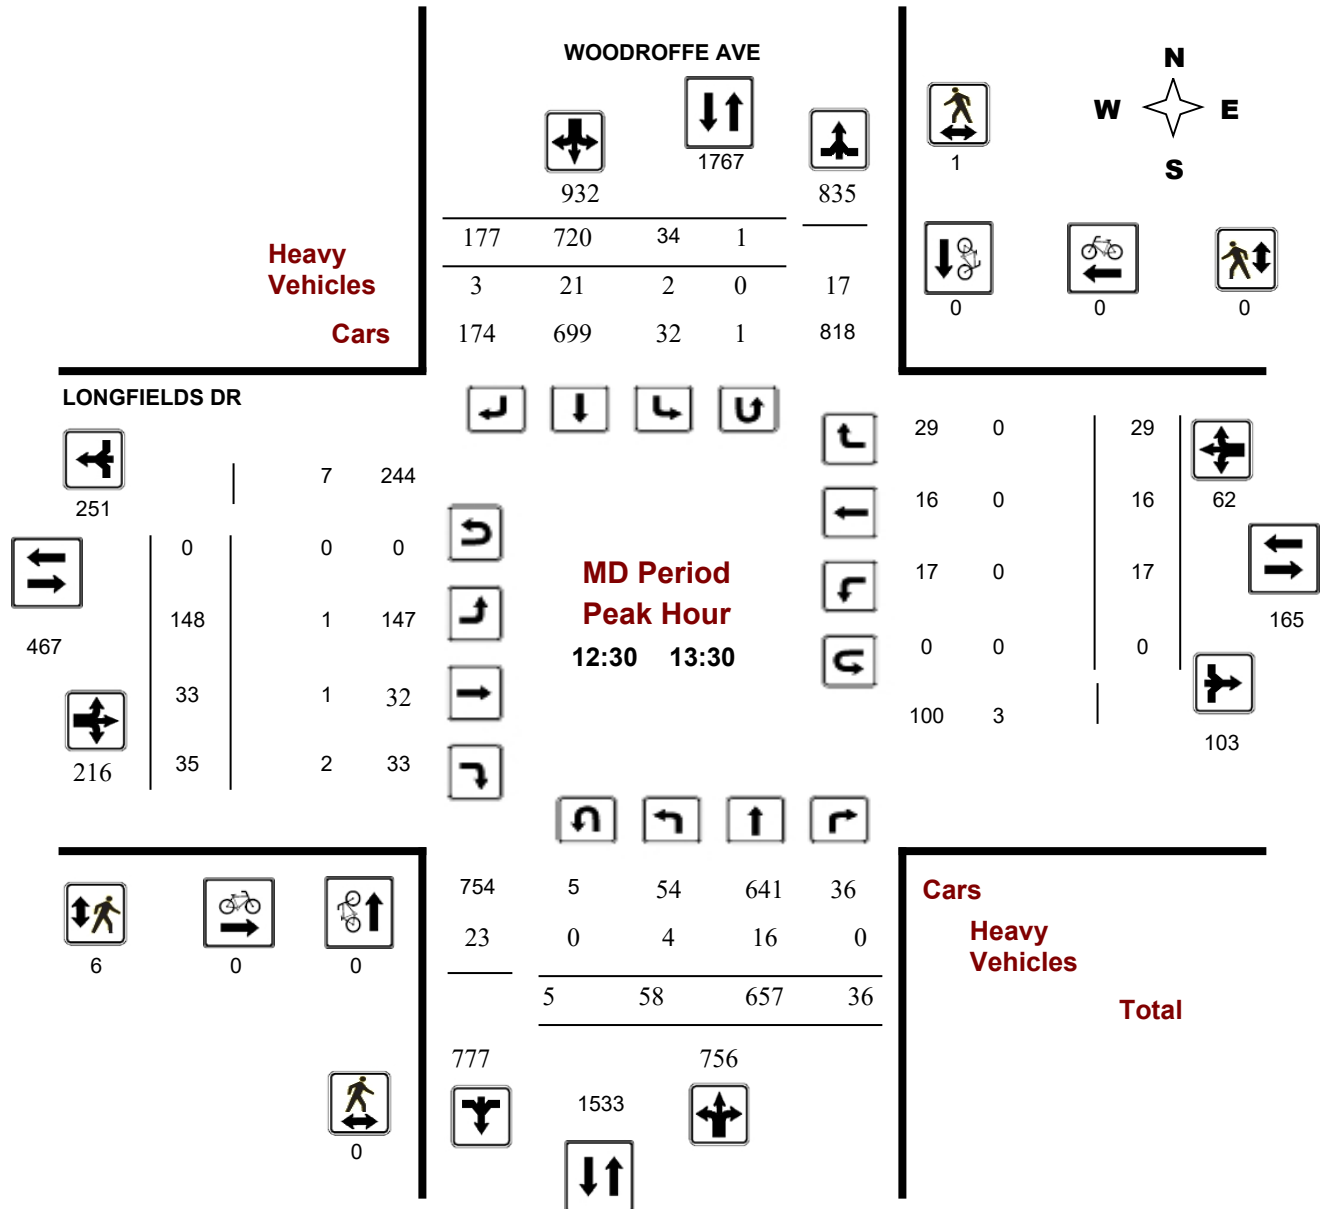 WOODROFFE AVE
N
W E
S
1767
1
932 835
177 720 34 1
Heavy
Vehicles
3 21 2 0 17
0 0 0
Cars
174 699 32 1 818
LONGFIELDS DR
29 0 29
7 244
251
16 0 16 62
0 0 0
MD Period
17 0 17
Peak Hour
148 1 147
165
467
12:30 13:30
0 0 0
33 1 32
100 3
103
216 35 2 33
754 5 54 641 36
Cars
23 0 4 16 0
Heavy
Vehicles
6 0 0
5 58 657 36
Total
777 756
1533
0